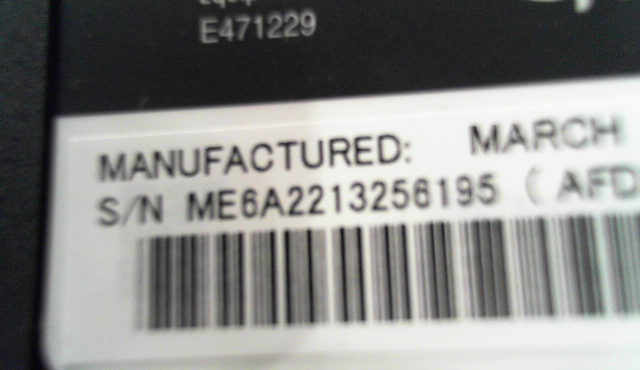 E471229
MANUFACTURED: MARCH
S/N ME6A2213256195 ( AFD